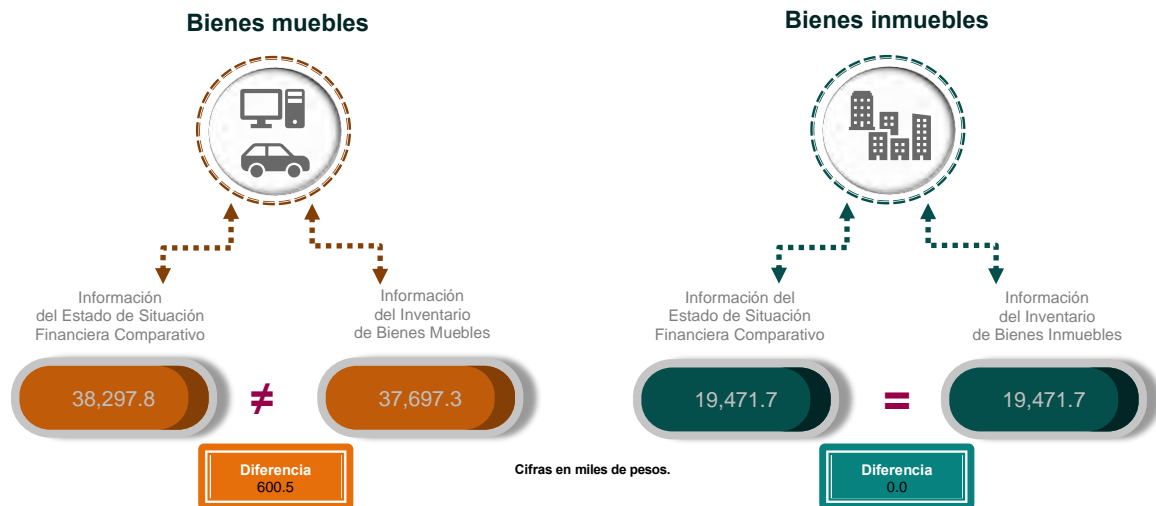 Bienes muebles
Información
del Estado de Situación
Financiera Comparativo
Información
del Inventario
de Bienes Muebles
38,297.8
≠
37,697.3
Diferencia
600.5
Cifras en miles de pesos.
Bienes inmuebles
Información del
Estado de Situación
Financiera Comparativo
Información
del Inventario
de Bienes Inmuebles
19,471.7
=
19,471.7
Diferencia
0.0